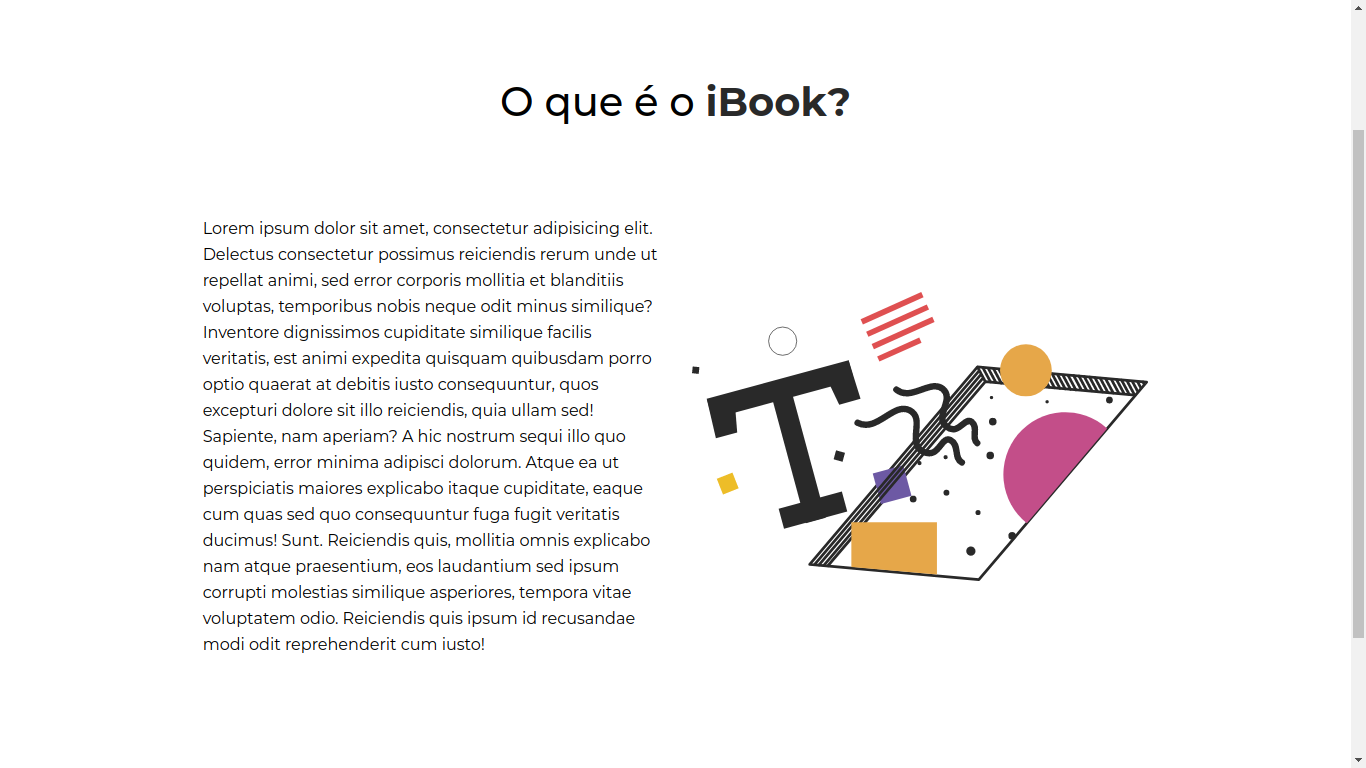 O que é o iBook?
Lorem ipsum dolor sit amet, consectetur adipisicing elit.
Delectus consectetur possimus reiciendis rerum unde ut
repellat animi, sed error corporis mollitia et blanditiis
voluptas, temporibus nobis neque odit minus similique?
Inventore dignissimos cupiditate similique facilis
veritatis, est animi expedita quisquam quibusdam porro
optio quaerat at debitis iusto consequuntur, quos
excepturi dolore sit illo reiciendis, quia ullam sed!
Sapiente, nam aperiam? A hic nostrum sequi illo quo
quidem, error minima adipisci dolorum. Atque ea ut
perspiciatis maiores explicabo itaque cupiditate, eaque
cum quas sed quo consequuntur fuga fugit veritatis
ducimus! Sunt. Reiciendis quis, mollitia omnis explicabo
nam atque praesentium, eos laudantium sed ipsum
corrupti molestias similique asperiores, tempora vitae
voluptatem odio. Reiciendis quis ipsum id recusandae
modi odit reprehenderit cum iusto!
T